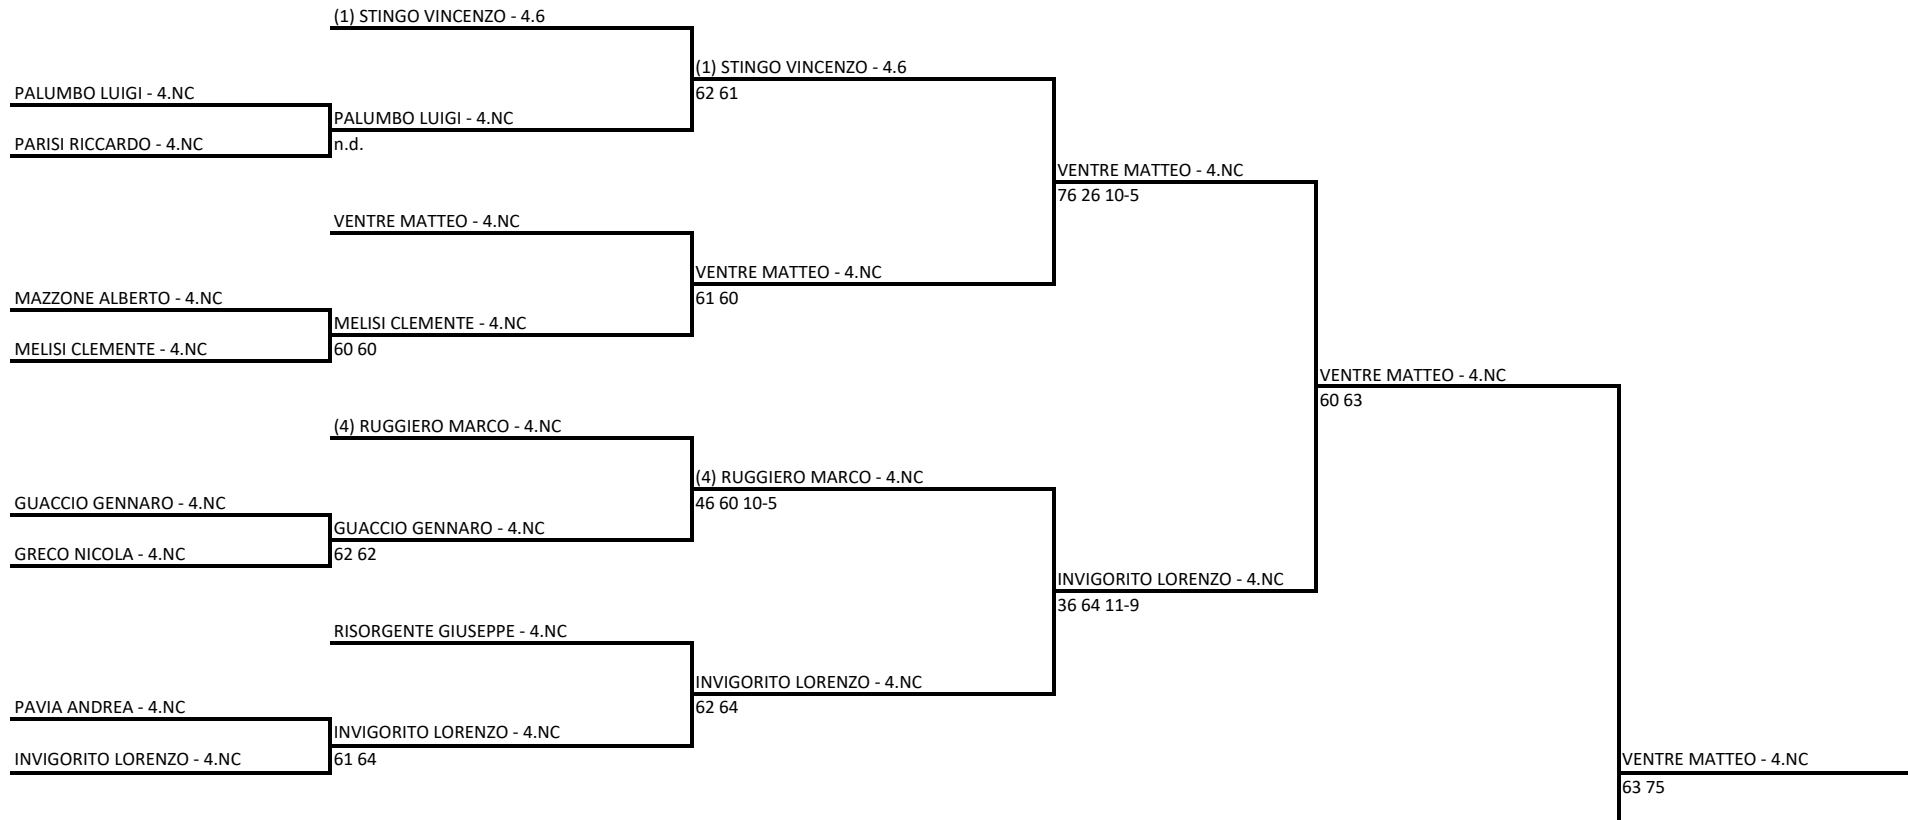 (1) STINGO VINCENZO - 4.6
(1) STINGO VINCENZO - 4.6
PALUMBO LUIGI - 4.NC
62 61
PALUMBO LUIGI - 4.NC
PARISI RICCARDO - 4.NC
n.d.
VENTRE MATTEO - 4.NC
76 26 10-5
VENTRE MATTEO - 4.NC
VENTRE MATTEO - 4.NC
MAZZONE ALBERTO - 4.NC
61 60
MELISI CLEMENTE - 4.NC
MELISI CLEMENTE - 4.NC
60 60
VENTRE MATTEO - 4.NC
60 63
(4) RUGGIERO MARCO - 4.NC
(4) RUGGIERO MARCO - 4.NC
GUACCIO GENNARO - 4.NC
46 60 10-5
GUACCIO GENNARO - 4.NC
GRECO NICOLA - 4.NC
62 62
INVIGORITO LORENZO - 4.NC
36 64 11-9
RISORGENTE GIUSEPPE - 4.NC
INVIGORITO LORENZO - 4.NC
PAVIA ANDREA - 4.NC
62 64
INVIGORITO LORENZO - 4.NC
INVIGORITO LORENZO - 4.NC
61 64
VENTRE MATTEO - 4.NC
63 75